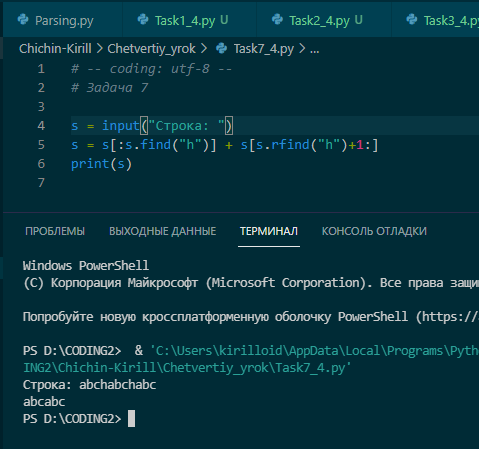 Parsing.py Task1_4.py U Task2_4.py U Task3_4.py
Chichin-Kirill > Chetvertiy_yrok > Task7_4.py > ...
1 # -- coding: utf-8 --
2 # Задача 7
3
4 s = input("Строка: ")
5 s = s[:s.find("h")] + s[s.rfind("h")+1:]
6 print(s)
7
ПРОБЛЕМЫ ВЫХОДНЫЕ ДАННЫЕ ТЕРМИНАЛ КОНСОЛЬ ОТЛАДКИ
Windows PowerShell
(C) Корпорация Майкрософт (Microsoft Corporation). Все права защи
Попробуйте новую кроссплатформенную оболочку PowerShell (https://
PS D:\CODING2> & 'C:\Users\kirilloid\AppData\Local\Programs\Pyth
ING2\Chichin-Kirill\Chetvertiy_yrok\Task7_4.py'
Строка: abchabchabc
abcabc
PS D:\CODING2>